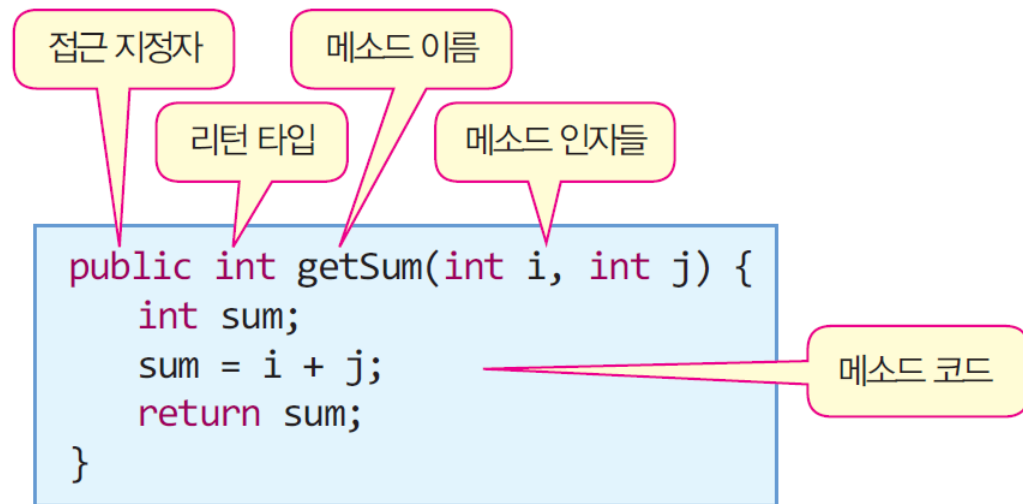 접근 지정자
메소드 이름
리턴 타입
메소드 인자들
public int getSum(int i, int j) {
int sum;
sum = i + j;
메소드 코드
return sum;
}